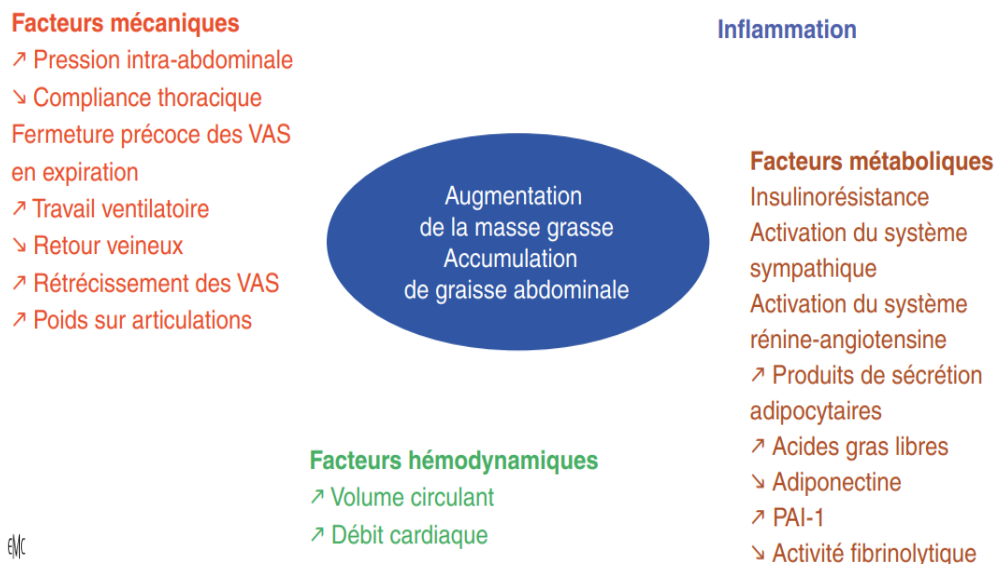 Facteurs mécaniques
↗ Pression intra-abdominale
↘ Compliance thoracique
Fermeture précoce des VAS
en expiration
↗ Travail ventilatoire
↘ Retour veineux
↗ Rétrécissement des VAS
↗ Poids sur articulations
Inflammation
Augmentation
de la masse grasse
Accumulation
de graisse abdominale
Facteurs métaboliques
Insulinorésistance
Activation du système
sympathique
Activation du système
rénine-angiotensine
↗ Produits de sécrétion
adipocytaires
↗ Acides gras libres
↘ Adiponectine
↗ PAI-1
↘ Activité fibrinolytique
Facteurs hémodynamiques
↗ Volume circulant
↗ Débit cardiaque
EMC